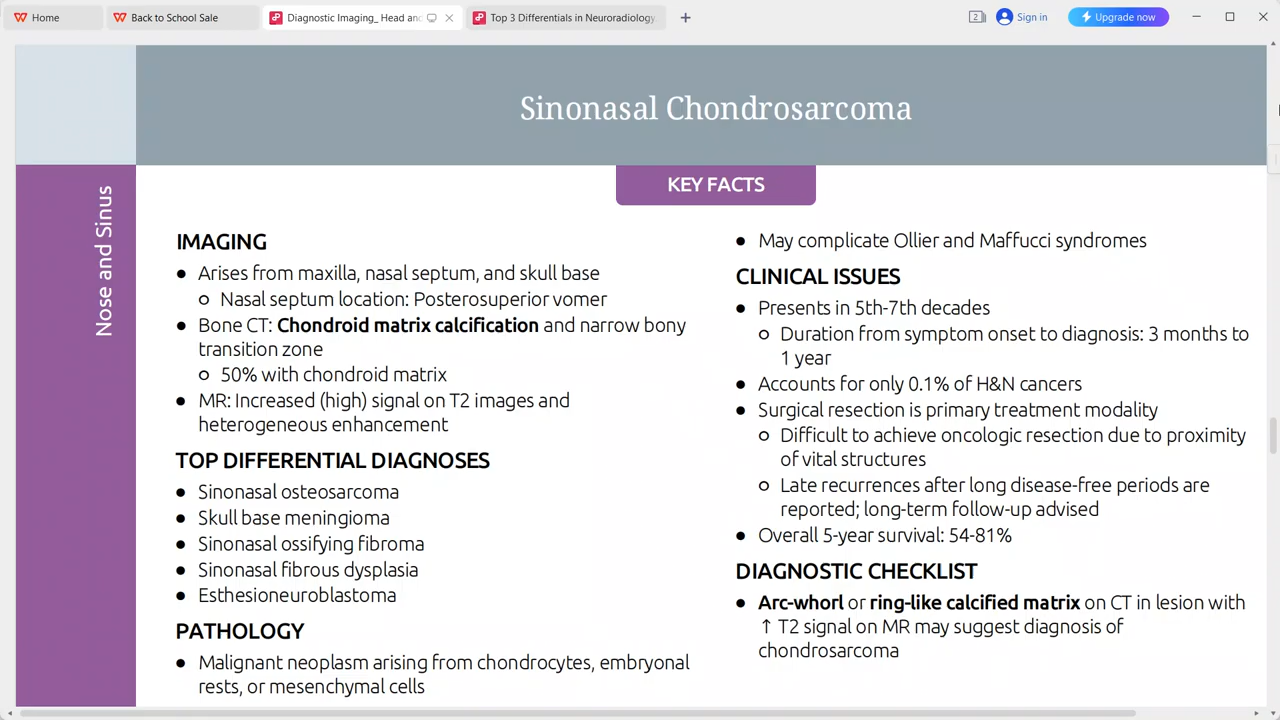 Home
Back to School Sale
Diagnostic Imaging_ Head and
Top 3 Differentials in Neuroradiology
2
Sign in
Upgrade now
Sinonasal Chondrosarcoma
Nose and Sinus
KEY FACTS
IMAGING
● Arises from maxilla, nasal septum, and skull base
o Nasal septum location: Posterosuperior vomer
● Bone CT: Chondroid matrix calcification and narrow bony
transition zone
o 50% with chondroid matrix
● MR: Increased (high) signal on T2 images and
heterogeneous enhancement
TOP DIFFERENTIAL DIAGNOSES
● Sinonasal osteosarcoma
● Skull base meningioma
● Sinonasal ossifying fibroma
● Sinonasal fibrous dysplasia
● Esthesioneuroblastoma
PATHOLOGY
● Malignant neoplasm arising from chondrocytes, embryonal
rests, or mesenchymal cells
● May complicate Ollier and Maffucci syndromes
CLINICAL ISSUES
● Presents in 5th-7th decades
o Duration from symptom onset to diagnosis: 3 months to
1 year
● Accounts for only 0.1% of H&N cancers
● Surgical resection is primary treatment modality
o Difficult to achieve oncologic resection due to proximity
of vital structures
o Late recurrences after long disease-free periods are
reported; long-term follow-up advised
● Overall 5-year survival: 54-81%
DIAGNOSTIC CHECKLIST
● Arc-whorl or ring-like calcified matrix on CT in lesion with
↑ T2 signal on MR may suggest diagnosis of
chondrosarcoma